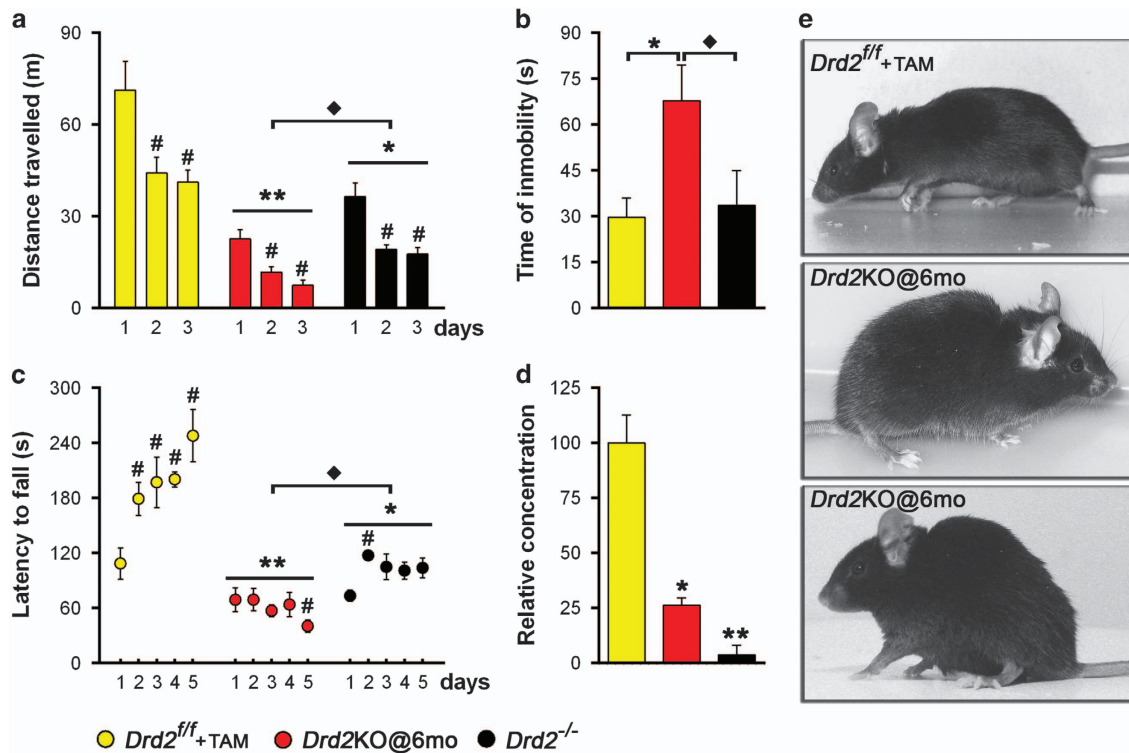 a
Distance travelled (m)
90
60
30
0
# #
**
# #
◆
*
# #
1 2 3 1 2 3 1 2 3 days
b
Time of inmobility (s)
90
75
60
45
30
15
0
* ◆
c
Latency to fall (s)
300
240
180
120
60
0
# # # #
**
#
◆
*
#
1 2 3 4 5 1 2 3 4 5 1 2 3 4 5 days
d
Relative concentration
125
100
75
50
25
0
* **
e
Drd2f/f+TAM
Drd2KO@6mo
Drd2KO@6mo
Drd2f/f+TAM Drd2KO@6mo Drd2-/-